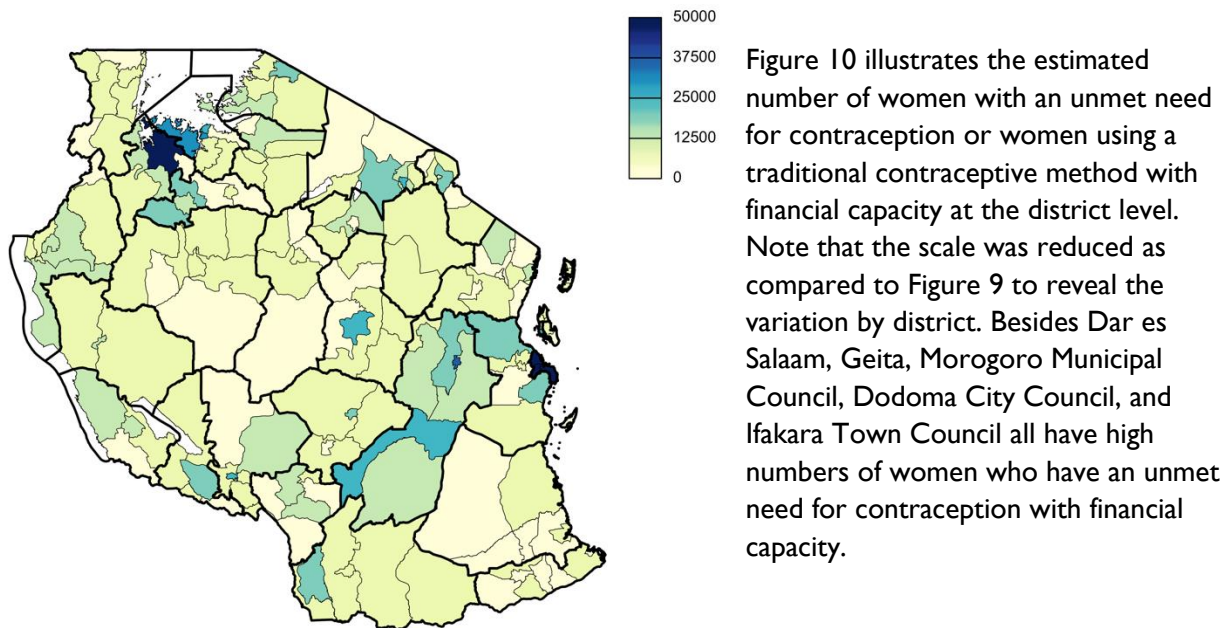 50000
37500
25000
12500
0
Figure 10 illustrates the estimated
number of women with an unmet need
for contraception or women using a
traditional contraceptive method with
financial capacity at the district level.
Note that the scale was reduced as
compared to Figure 9 to reveal the
variation by district. Besides Dar es
Salaam, Geita, Morogoro Municipal
Council, Dodoma City Council, and
Ifakara Town Council all have high
numbers of women who have an unmet
need for contraception with financial
capacity.